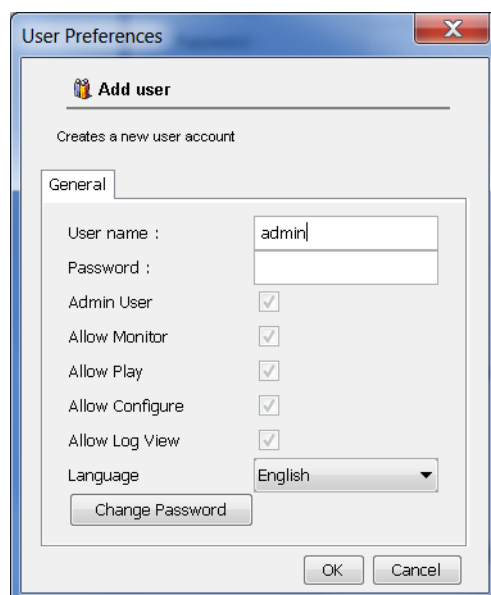 User Preferences
X
Add user
Creates a new user account
General
User name :
admin
Password :
Admin User
Allow Monitor
Allow Play
Allow Configure
Allow Log View
Language
English
Change Password
OK
Cancel